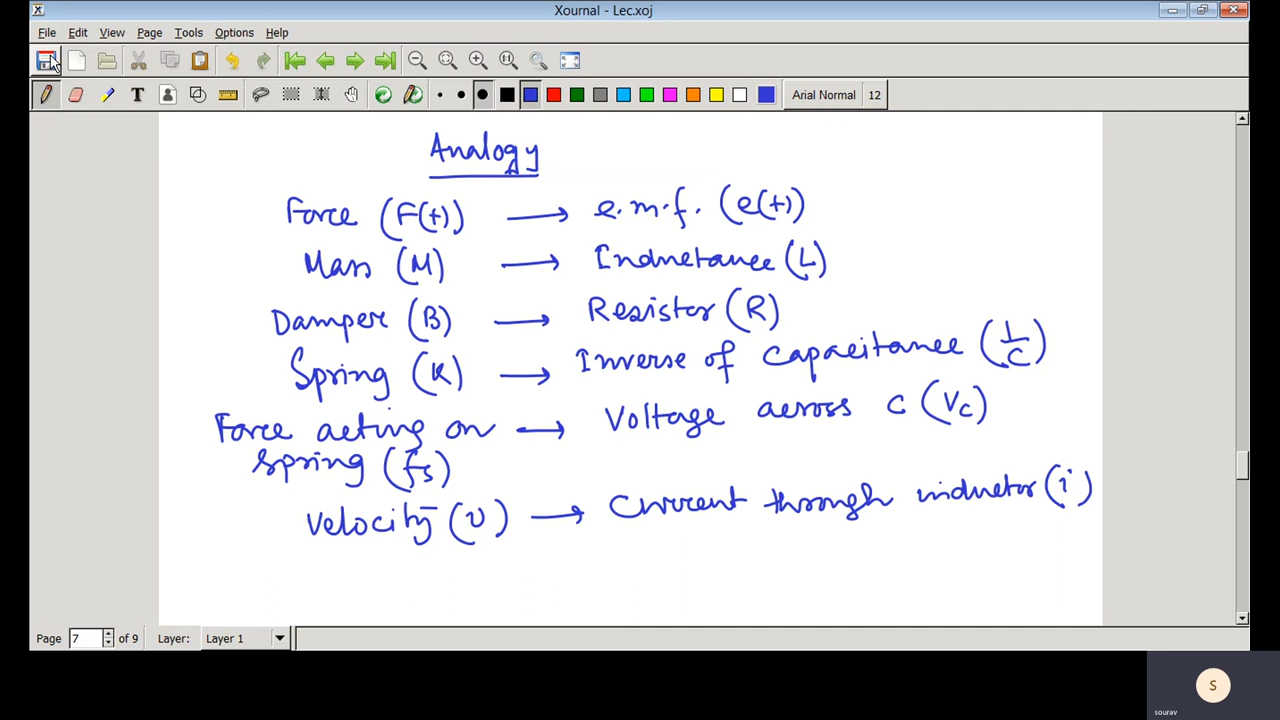 Xournal - Lec.xoj
File Edit View Page Tools Options Help
Arial Normal 12
Analogy
Force (F(t)) → e.m.f. (e(t))
Mass (M) → Inductance (L)
Damper (B) → Resistor (R)
Spring (K) → Inverse of capacitance (1/C)
Force acting on → Voltage across C (Vc)
spring (fs)
Velocity (v) → Current through inductor (i)
Page 7 of 9 Layer: Layer 1
S
sourav